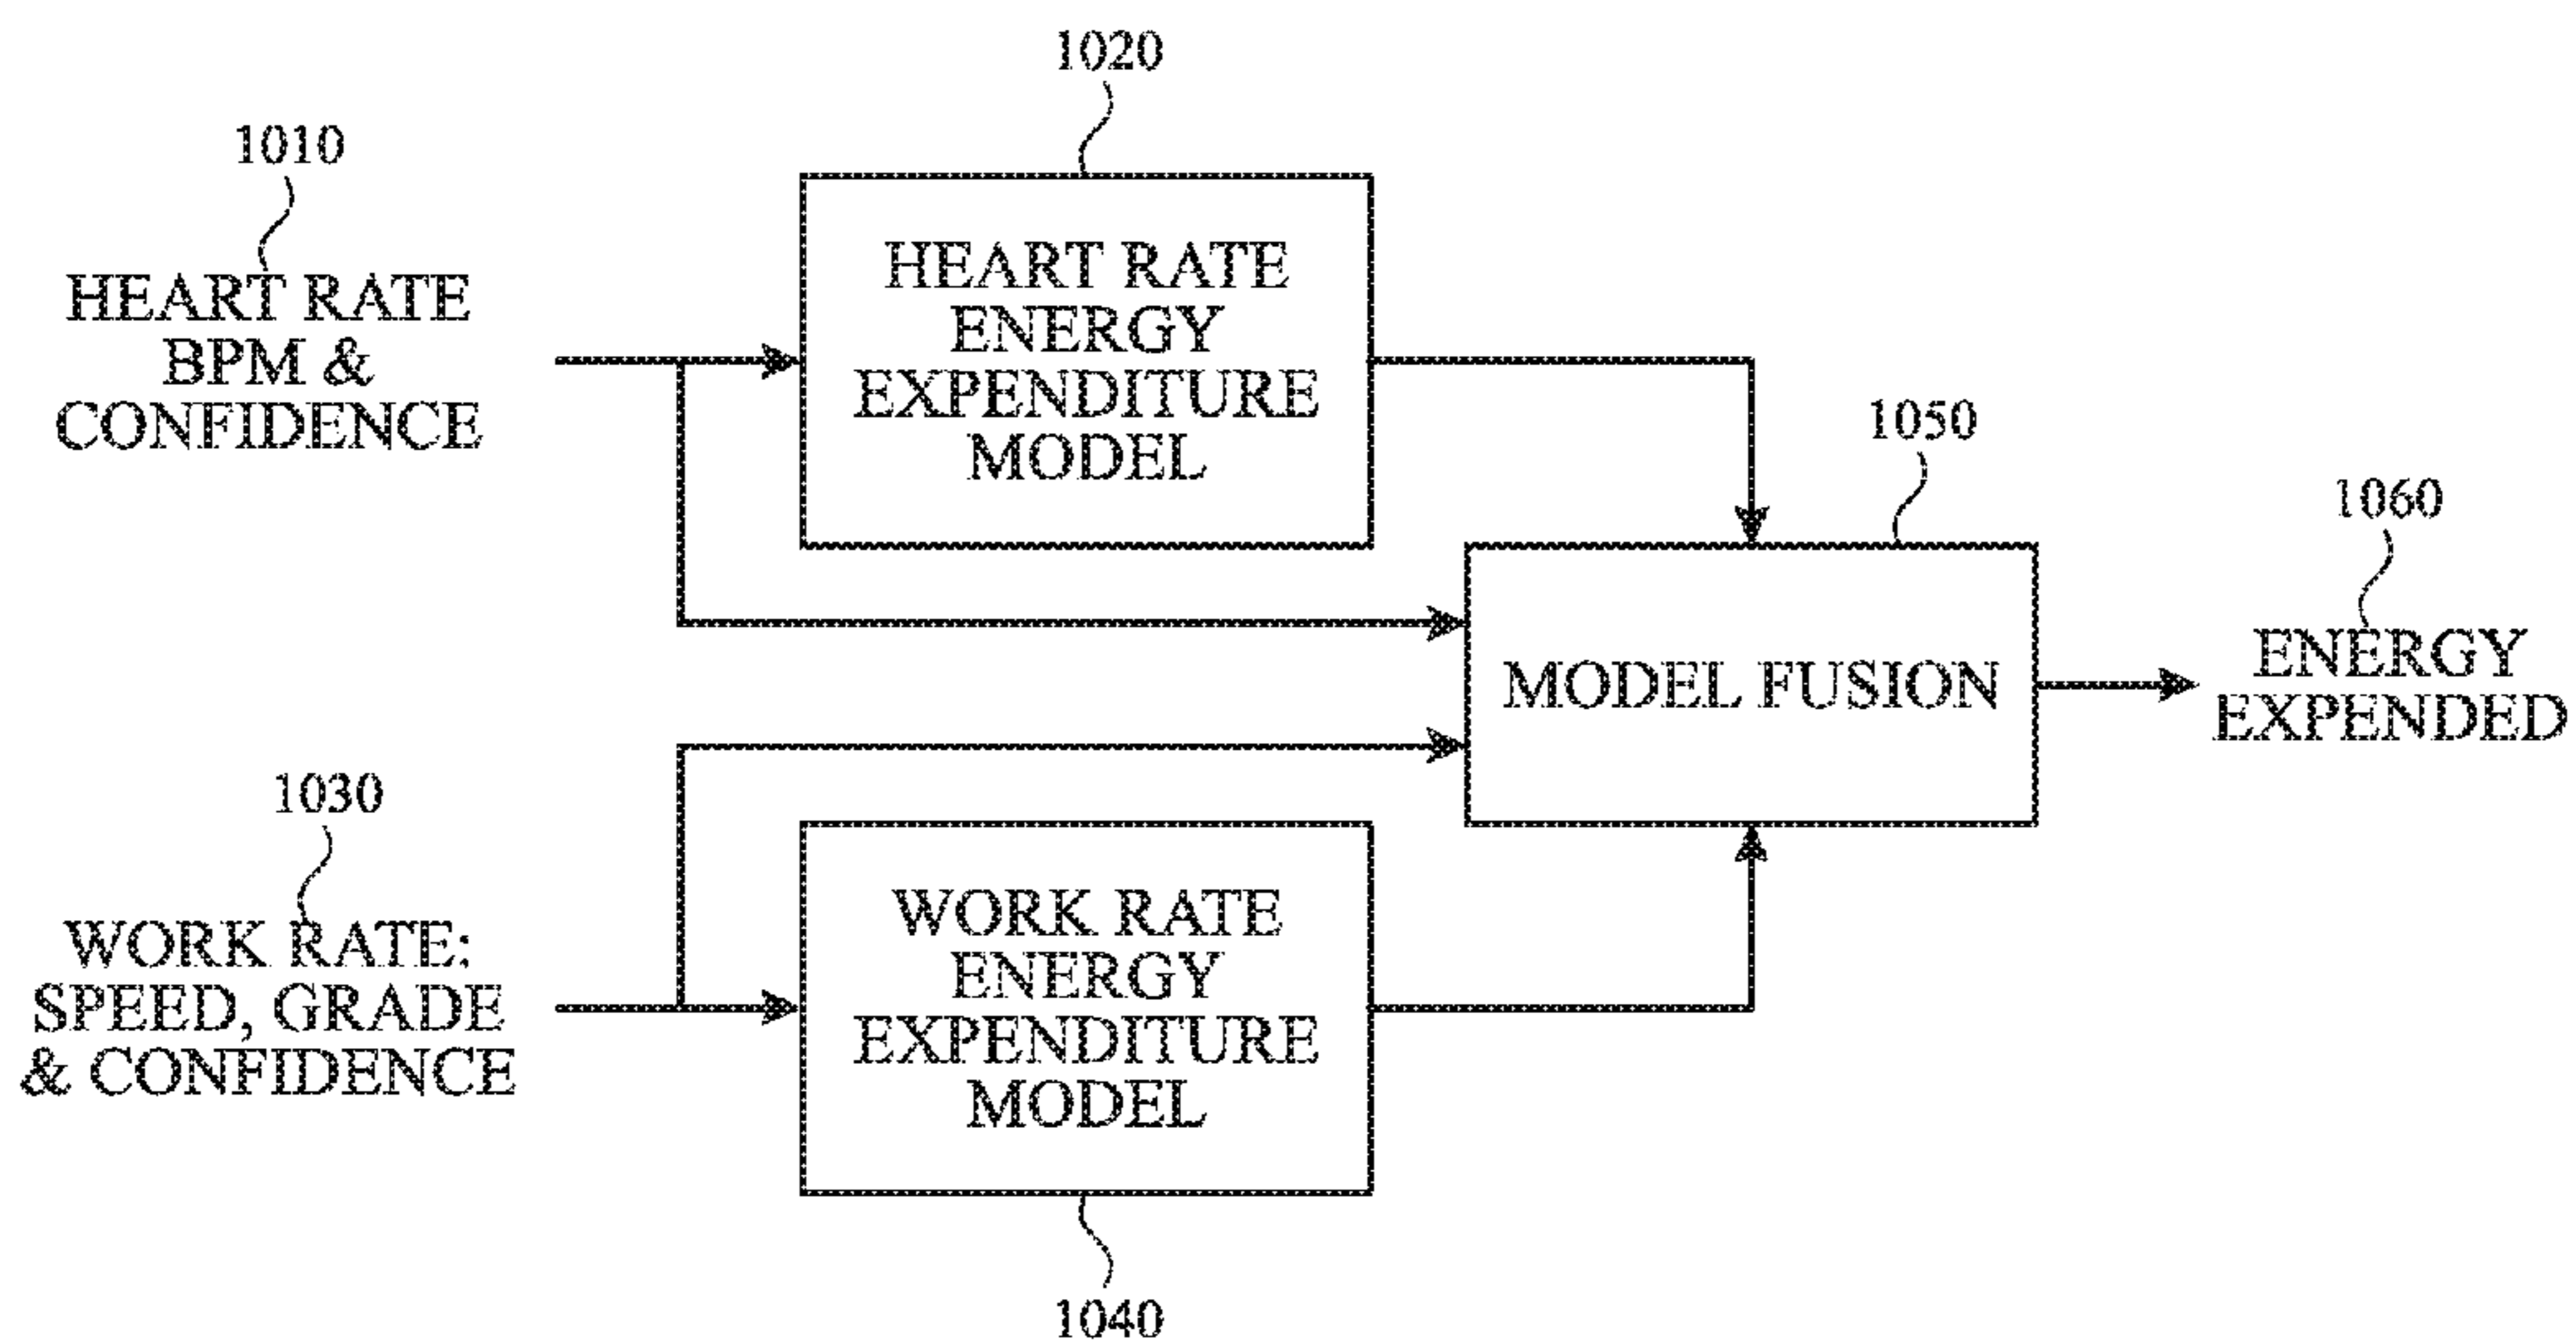 1020
1010
HEART RATE
BPM &
CONFIDENCE
HEART RATE
ENERGY
EXPENDITURE
MODEL
1050
1060
MODEL FUSION
ENERGY
EXPENDED
1030
WORK RATE:
SPEED, GRADE
& CONFIDENCE
WORK RATE
ENERGY
EXPENDITURE
MODEL
1040